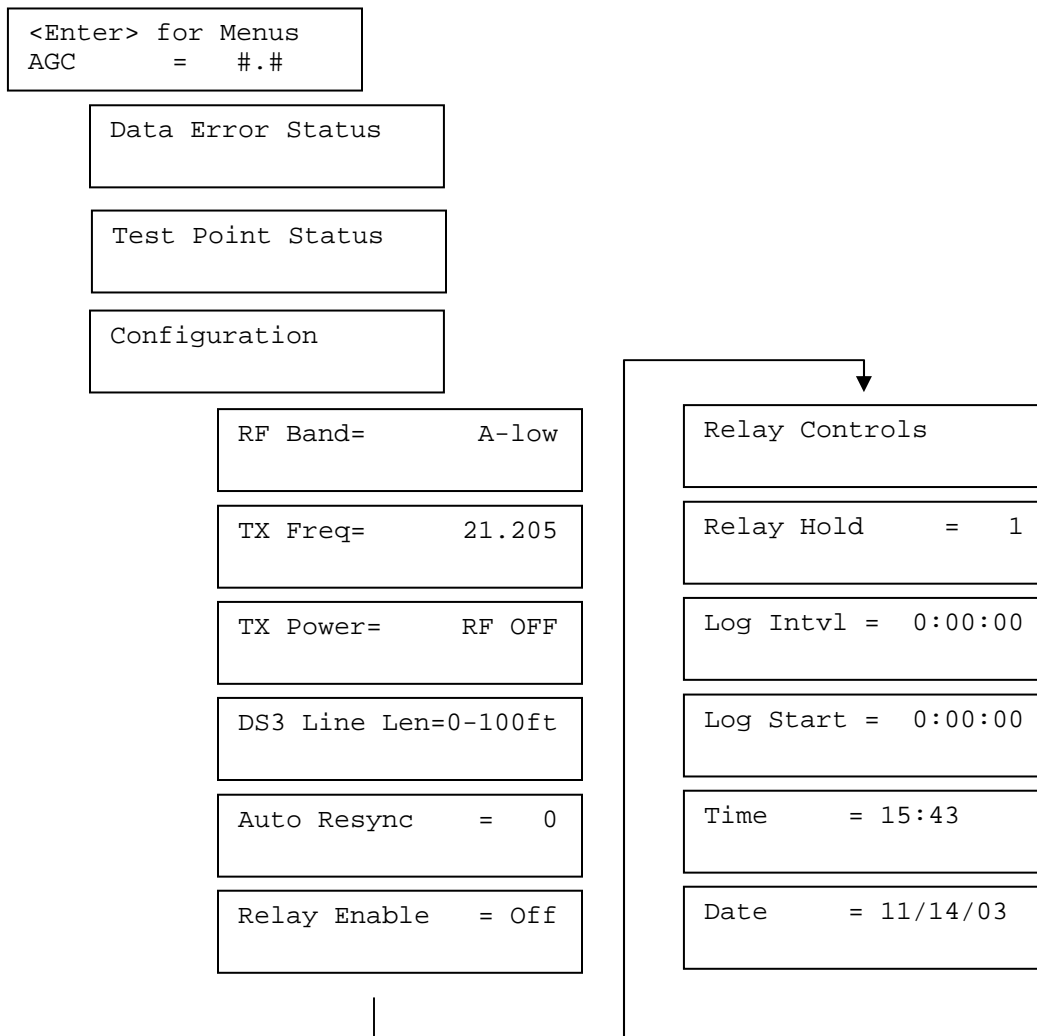 <Enter> for Menus
AGC = #.#
Data Error Status
Test Point Status
Configuration
RF Band= A-low
TX Freq= 21.205
TX Power= RF OFF
DS3 Line Len=0-100ft
Auto Resync = 0
Relay Enable = Off
Relay Controls
Relay Hold = 1
Log Intvl = 0:00:00
Log Start = 0:00:00
Time = 15:43
Date = 11/14/03